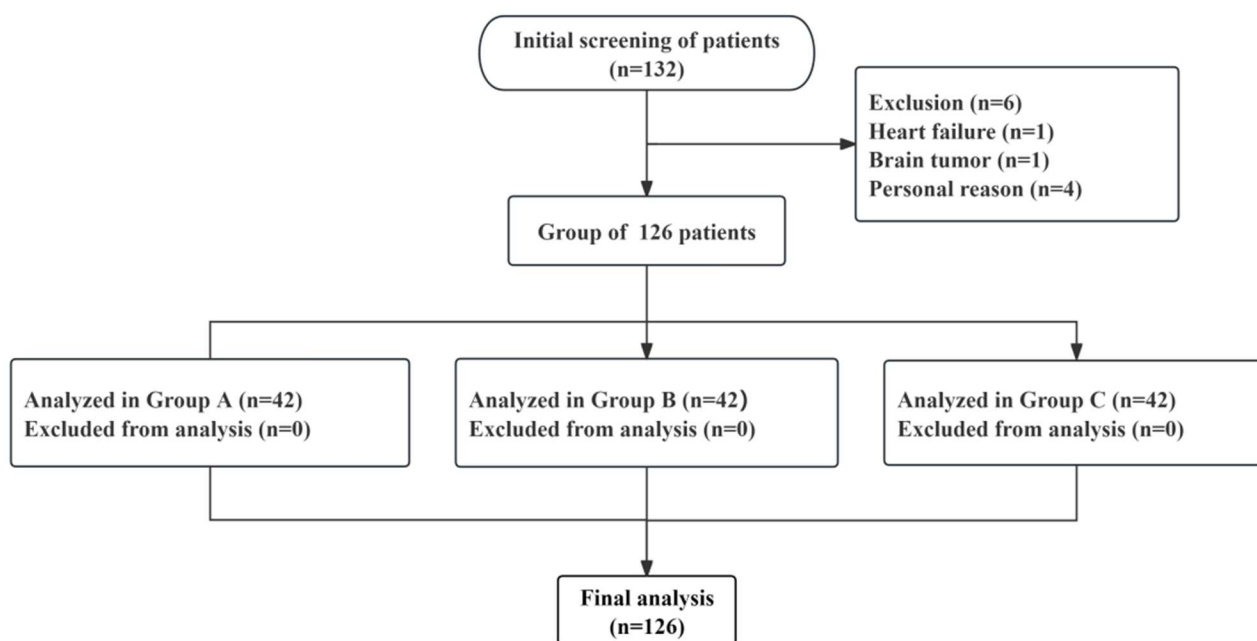 Initial screening of patients
(n=132)
Exclusion (n=6)
Heart failure (n=1)
Brain tumor (n=1)
Personal reason (n=4)
Group of 126 patients
Analyzed in Group A (n=42)
Excluded from analysis (n=0)
Analyzed in Group B (n=42)
Excluded from analysis (n=0)
Analyzed in Group C (n=42)
Excluded from analysis (n=0)
Final analysis
(n=126)